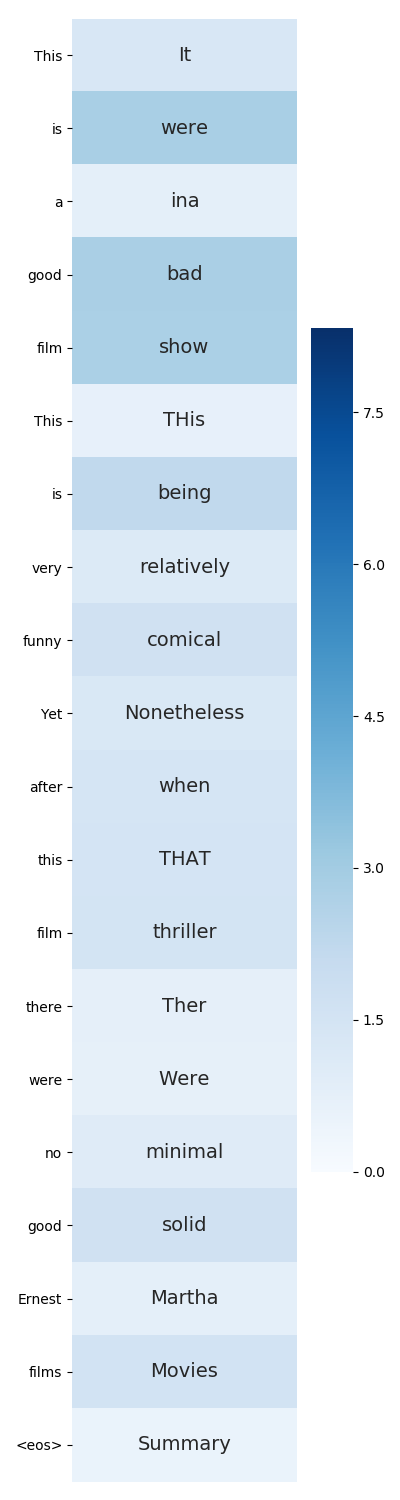 This It
is were
a ina
good bad
film show
7.5
This THis
is being
6.0
very relatively
funny comical
4.5
Yet Nonetheless
after when
3.0
this THAT
film thriller
there Ther
1.5
were Were
no minimal
0.0
good solid
Ernest Martha
films Movies
<eos> Summary